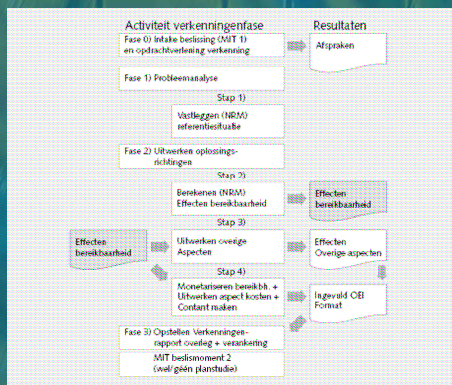 Activiteit verkenningenfase
Resultaten
Fase 0) Intake beslissing (MIT 1)
en opdrachtverlening verkenning
Afspraken
Fase 1) Probleemanalyse
Stap 1)
Vastleggen (NRM)
referentiesituatie
Fase 2) Uitwerken oplossings-
richtingen
Stap 2)
Berekenen (NRM)
Effecten bereikbaarheid
Effecten
bereikbaarheid
Stap 3)
Effecten
bereikbaarheid
Uitwerken overige
Aspecten
Effecten
Overige aspecten
Stap 4)
Monetariseren bereikbh. +
Uitwerken aspect kosten +
Contant maken
Ingevuld OEI
Format
Fase 3) Opstellen Verkenningen-
rapport overleg + verankering
MIT beslismoment 2
(wel/géén planstudie)